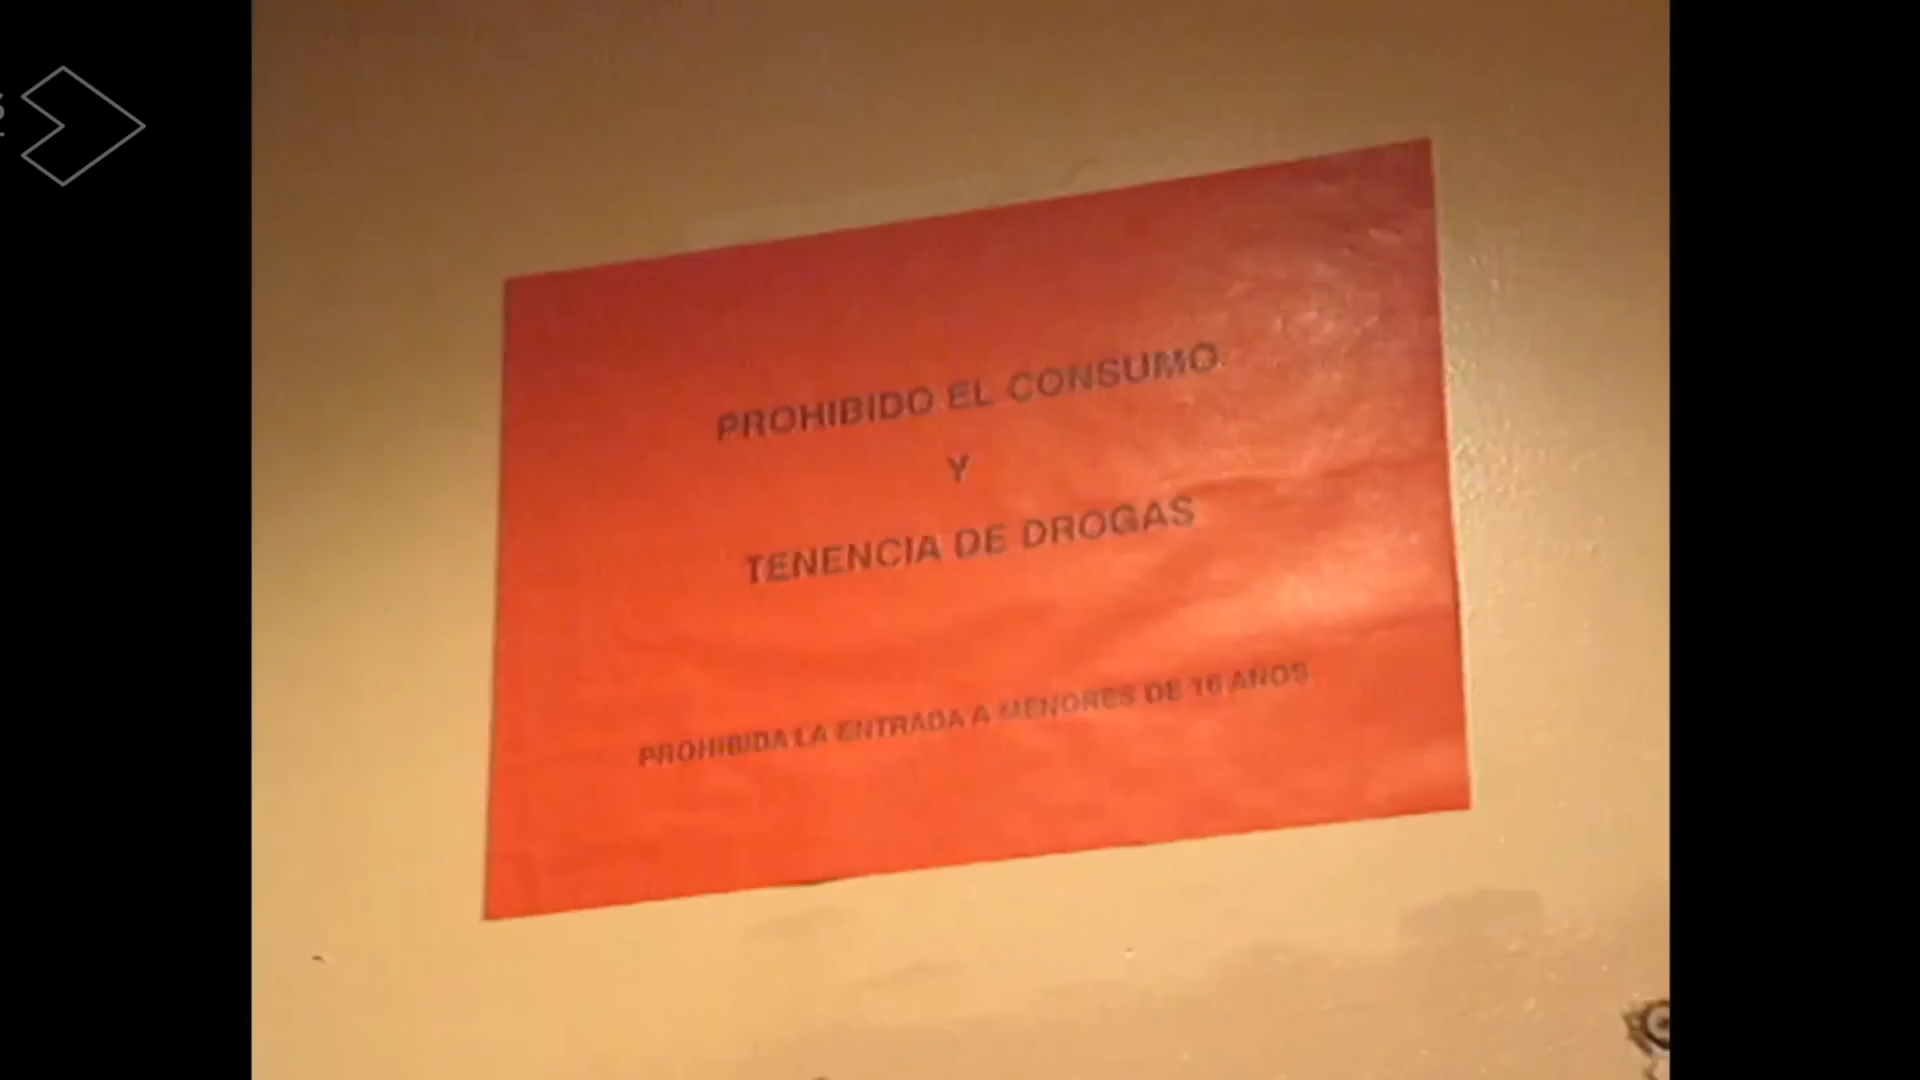 PROHIBIDO EL CONSUMO
Y
TENENCIA DE DROGAS
PROHIBIDA LA ENTRADA A MENORES DE 16 AÑOS